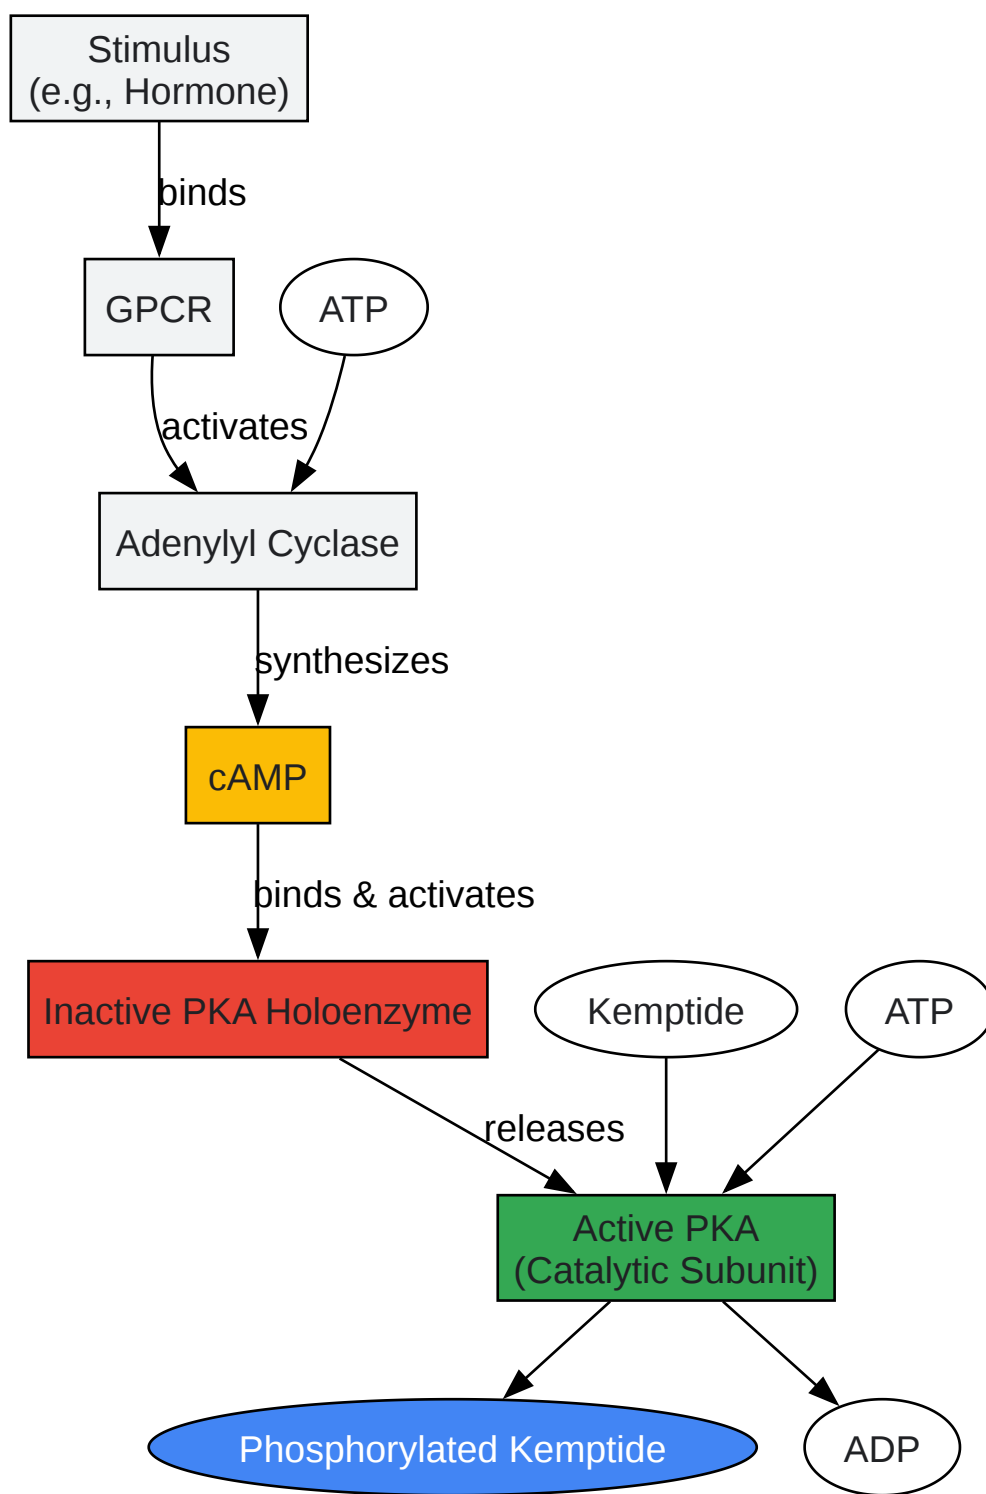 Stimulus
(e.g., Hormone)
binds
GPCR
ATP
activates
Adenylyl Cyclase
synthesizes
cAMP
binds & activates
Inactive PKA Holoenzyme
Kemptide
ATP
releases
Active PKA
(Catalytic Subunit)
Phosphorylated Kemptide
ADP